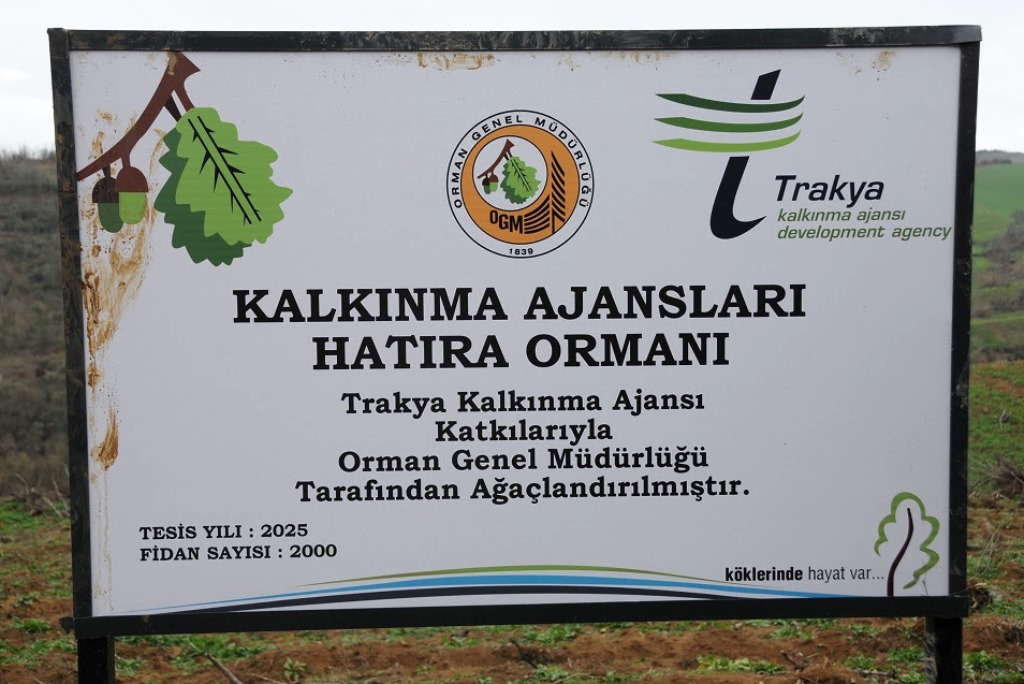 ORMAN GENEL MÜDÜRLÜĞÜ
OGM
1839
Trakya
kalkınma ajansı
development agency
KALKINMA AJANSLARI
HATIRA ORMANI
Trakya Kalkınma Ajansı
Katkılarıyla
Orman Genel Müdürlüğü
Tarafından Ağaçlandırılmıştır.
TESİS YILI : 2025
FİDAN SAYISI : 2000
köklerinde hayat var...